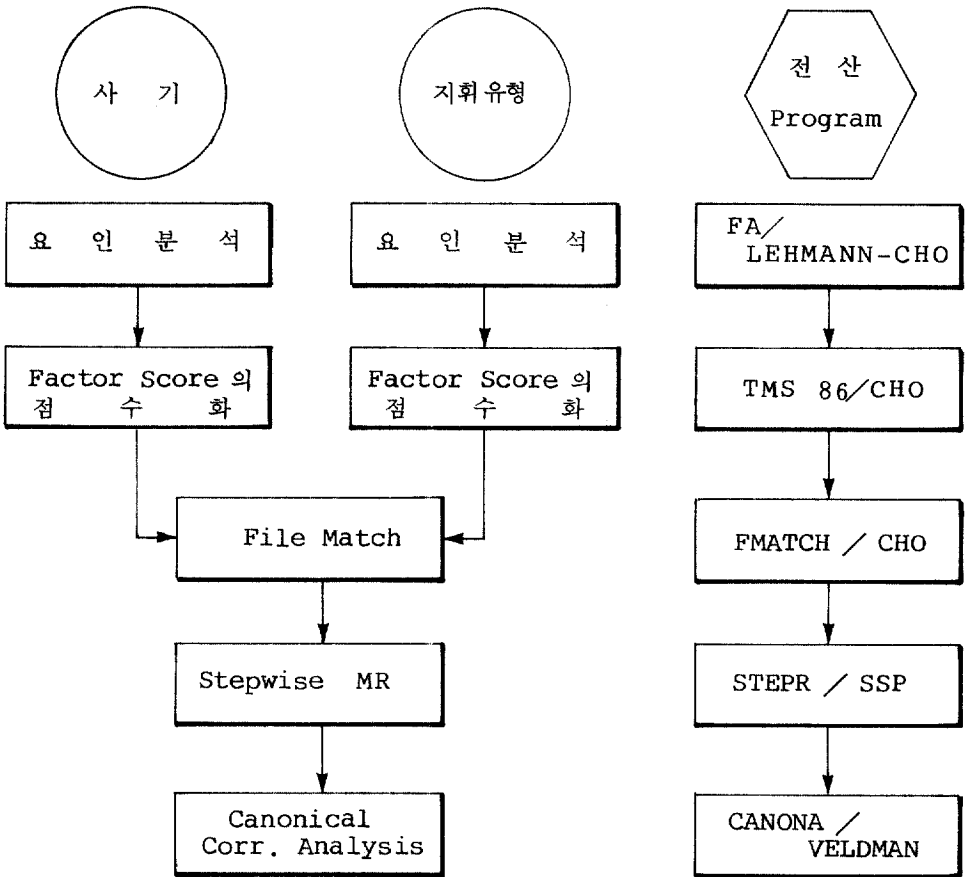 사 기
지휘유형
전 산
Program
요 인 분 석
요 인 분 석
FA/
LEHMANN-CHO
Factor Score 의
점 수 화
Factor Score 의
점 수 화
TMS 86/CHO
File Match
FMATCH / CHO
Stepwise MR
STEPR / SSP
Canonical
Corr. Analysis
CANONA /
VELDMAN